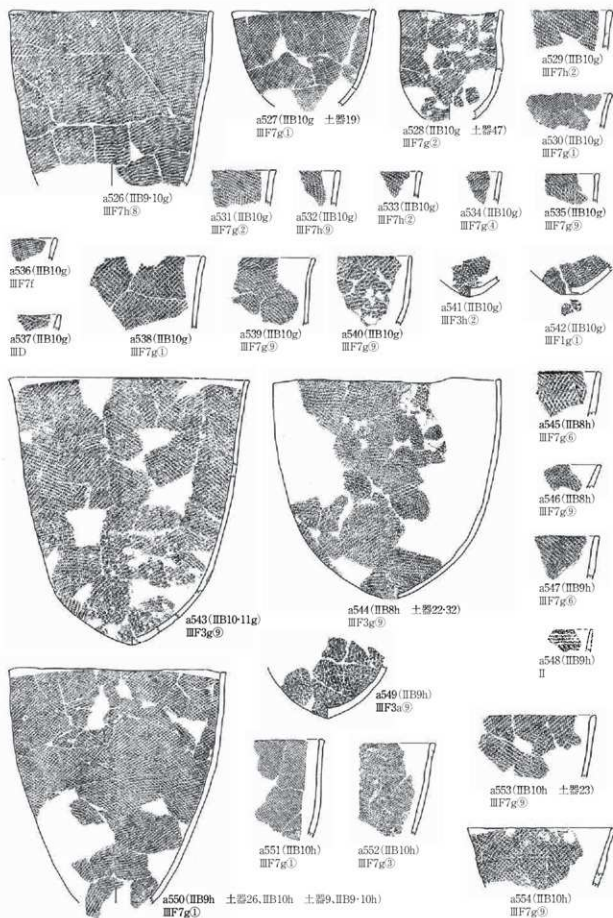 a526(ⅡB9·10g)
ⅢF7h⑧
a527(ⅡB10g 土器19)
ⅢF7g①
a528(ⅡB10g 土器47)
ⅢF7g②
a529(ⅡB10g)
ⅢF7h②
a530(ⅡB10g)
ⅢF7g①
a531(ⅡB10g)
ⅢF7g②
a532(ⅡB10g)
ⅢF7h⑨
a533(ⅡB10g)
ⅢF7h②
a534(ⅡB10g)
ⅢF7g④
a535(ⅡB10g)
ⅢF7g⑨
a536(ⅡB10g)
ⅢF7f
a537(ⅡB10g)
ⅢD
a538(ⅡB10g)
ⅢF7g①
a539(ⅡB10g)
ⅢF7g⑨
a540(ⅡB10g)
ⅢF7g⑨
a541(ⅡB10g)
ⅢF3h②
a542(ⅡB10g)
ⅢF1g①
a543(ⅡB10·11g)
ⅢF3g⑨
a544(ⅡB8h 土器22·32)
ⅢF3g⑨
a545(ⅡB8h)
ⅢF7g⑥
a546(ⅡB8h)
ⅢF7g⑨
a547(ⅡB9h)
ⅢF7g⑥
a548(ⅡB9h)
Ⅱ
a549(ⅡB9h)
ⅢF3a⑨
a550(ⅡB9h 土器26、ⅡB10h 土器9、ⅡB9·10h)
ⅢF7g①
a551(ⅡB10h)
ⅢF7g①
a552(ⅡB10h)
ⅢF7g③
a553(ⅡB10h 土器23)
ⅢF7g⑨
a554(ⅡB10h)
ⅢF7g⑨